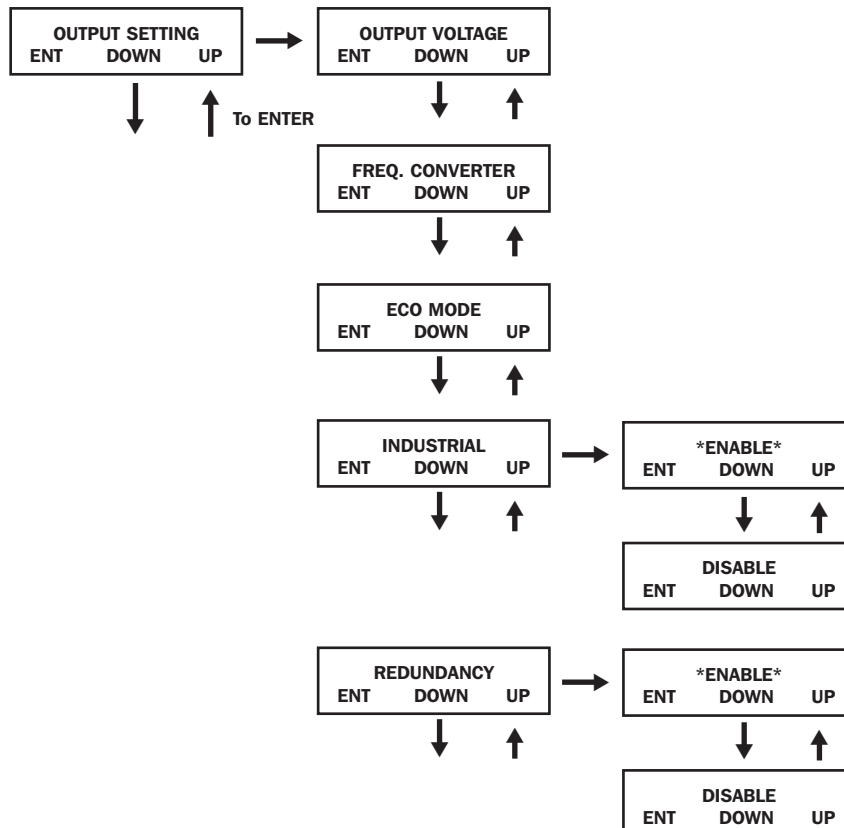 OUTPUT SETTING
ENT DOWN UP
OUTPUT VOLTAGE
ENT DOWN UP
To ENTER
FREQ. CONVERTER
ENT DOWN UP
ECO MODE
ENT DOWN UP
INDUSTRIAL
ENT DOWN UP
*ENABLE*
ENT DOWN UP
DISABLE
ENT DOWN UP
REDUNDANCY
ENT DOWN UP
*ENABLE*
ENT DOWN UP
DISABLE
ENT DOWN UP